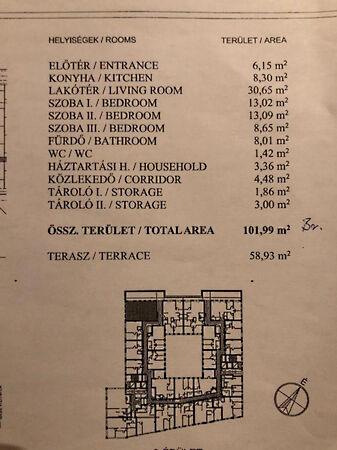 HELYISÉGEK / ROOMS TERÜLET / AREA
ELŐTÉR / ENTRANCE 6,15 m²
KONYHA / KITCHEN 8,30 m²
LAKÓTÉR / LIVING ROOM 30,65 m²
SZOBA I. / BEDROOM 13,02 m²
SZOBA II. / BEDROOM 13,09 m²
SZOBA III. / BEDROOM 8,65 m²
FÜRDŐ / BATHROOM 8,01 m²
WC / WC 1,42 m²
HÁZTARTÁSI H. / HOUSEHOLD 3,36 m²
KÖZLEKEDŐ / CORRIDOR 4,48 m²
TÁROLÓ I. / STORAGE 1,86 m²
TÁROLÓ II. / STORAGE 3,00 m²
ÖSSZ. TERÜLET / TOTAL AREA 101,99 m² Br.
TERASZ / TERRACE 58,93 m²
É